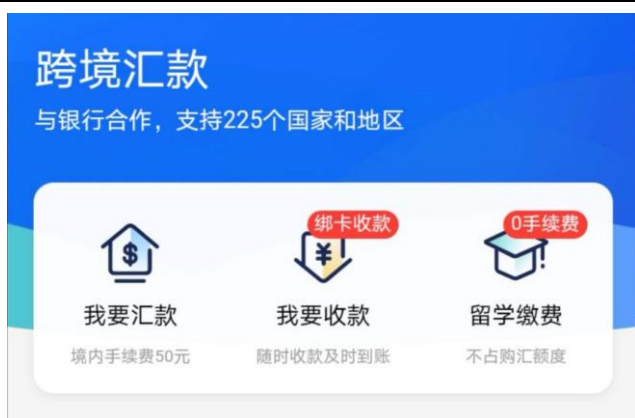 跨境汇款
与银行合作，支持225个国家和地区
绑卡收款
0手续费
$
¥
我要汇款
我要收款
留学缴费
境内手续费50元
随时收款及时到账
不占购汇额度